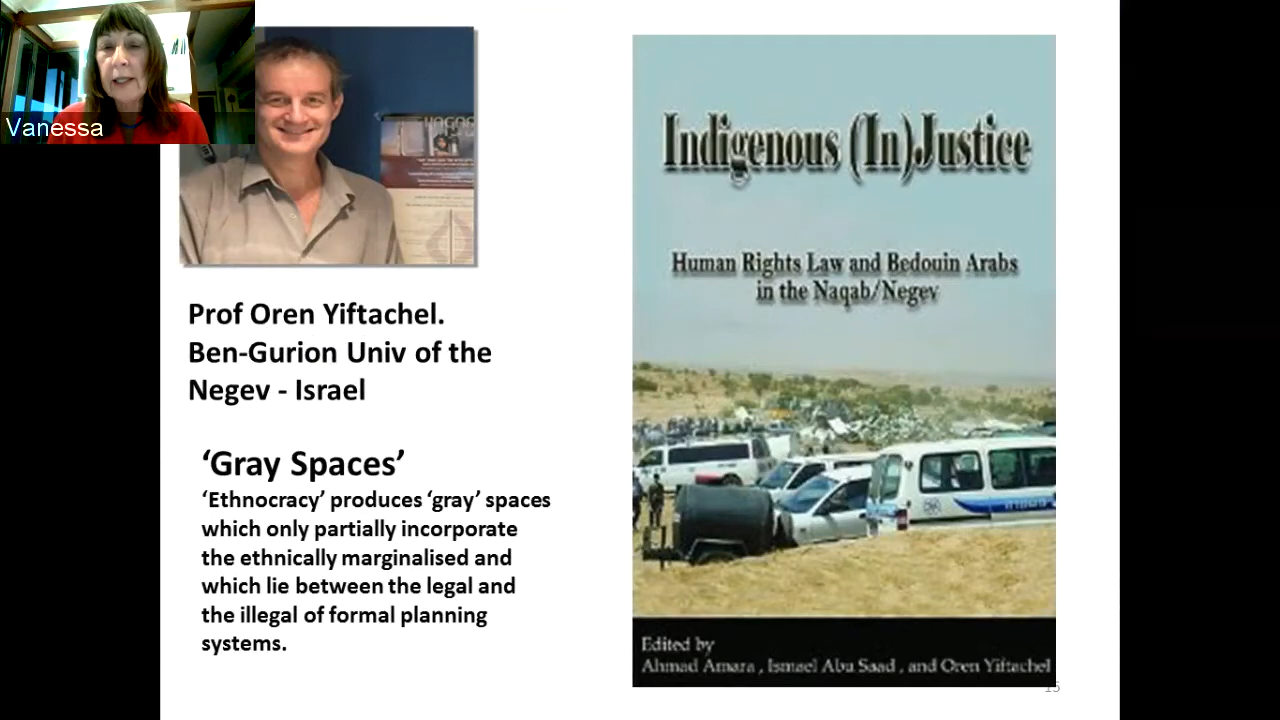 Vanessa
Prof Oren Yiftachel.
Ben-Gurion Univ of the
Negev - Israel
‘Gray Spaces’
‘Ethnocracy’ produces ‘gray’ spaces
which only partially incorporate
the ethnically marginalised and
which lie between the legal and
the illegal of formal planning
systems.
Indigenous (In)Justice
Human Rights Law and Bedouin Arabs
in the Naqab/Negev
Edited by
Ahmad Amara , Ismael Abu Saad , and Oren Yiftachel
15